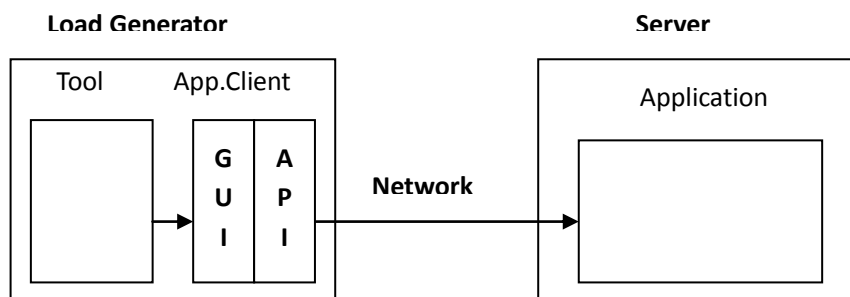 Load Generator
Server
Tool
App.Client
Application
G
U
I
A
P
I
Network